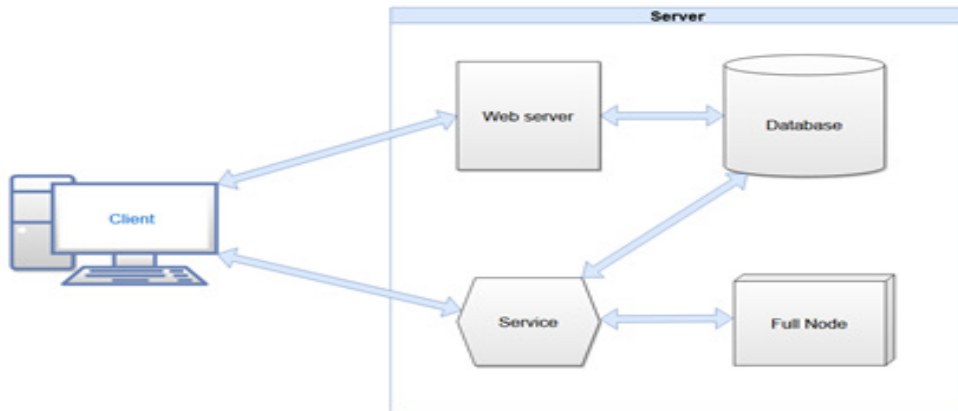 Server
Web server
Database
Client
Service
Full Node